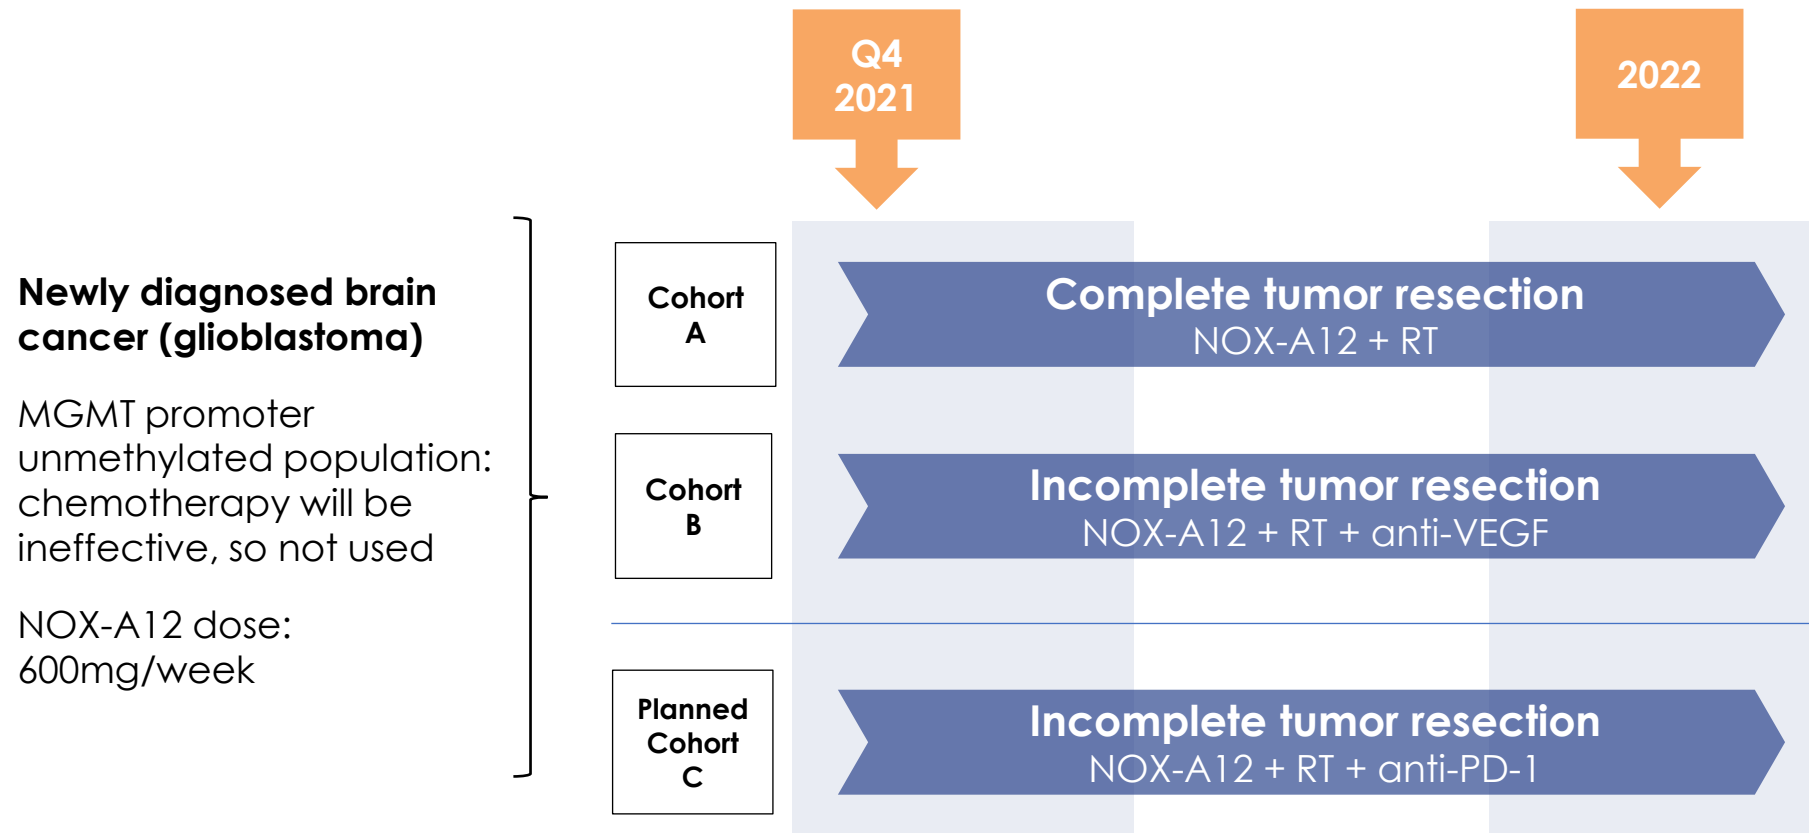 Q4
2021
2022
Newly diagnosed brain
cancer (glioblastoma)
MGMT promoter
unmethylated population:
chemotherapy will be
ineffective, so not used
NOX-A12 dose:
600mg/week
Cohort
A
Complete tumor resection
NOX-A12 + RT
Cohort
B
Incomplete tumor resection
NOX-A12 + RT + anti-VEGF
Planned
Cohort
C
Incomplete tumor resection
NOX-A12 + RT + anti-PD-1